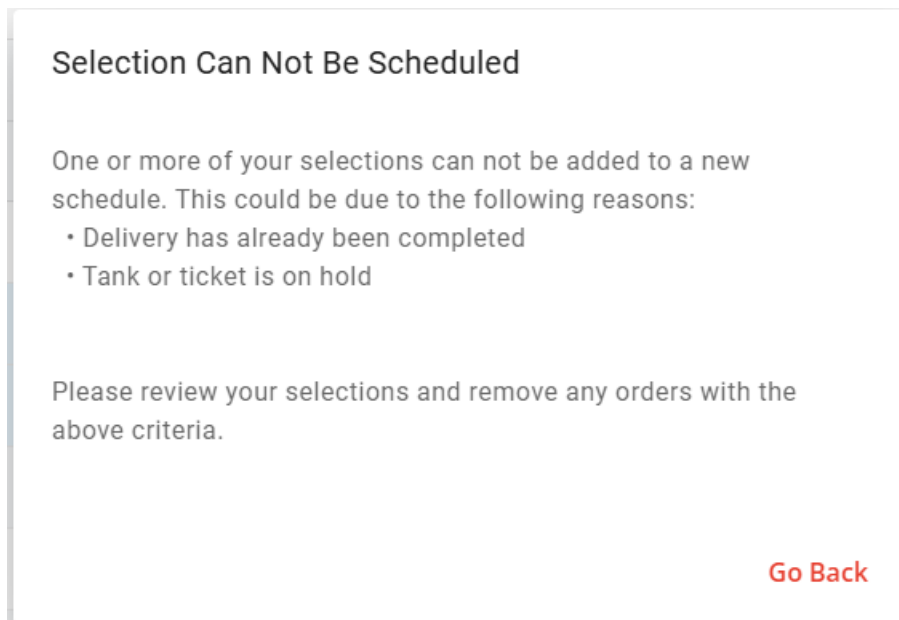 Selection Can Not Be Scheduled
One or more of your selections can not be added to a new
schedule. This could be due to the following reasons:
• Delivery has already been completed
• Tank or ticket is on hold
Please review your selections and remove any orders with the
above criteria.
Go Back